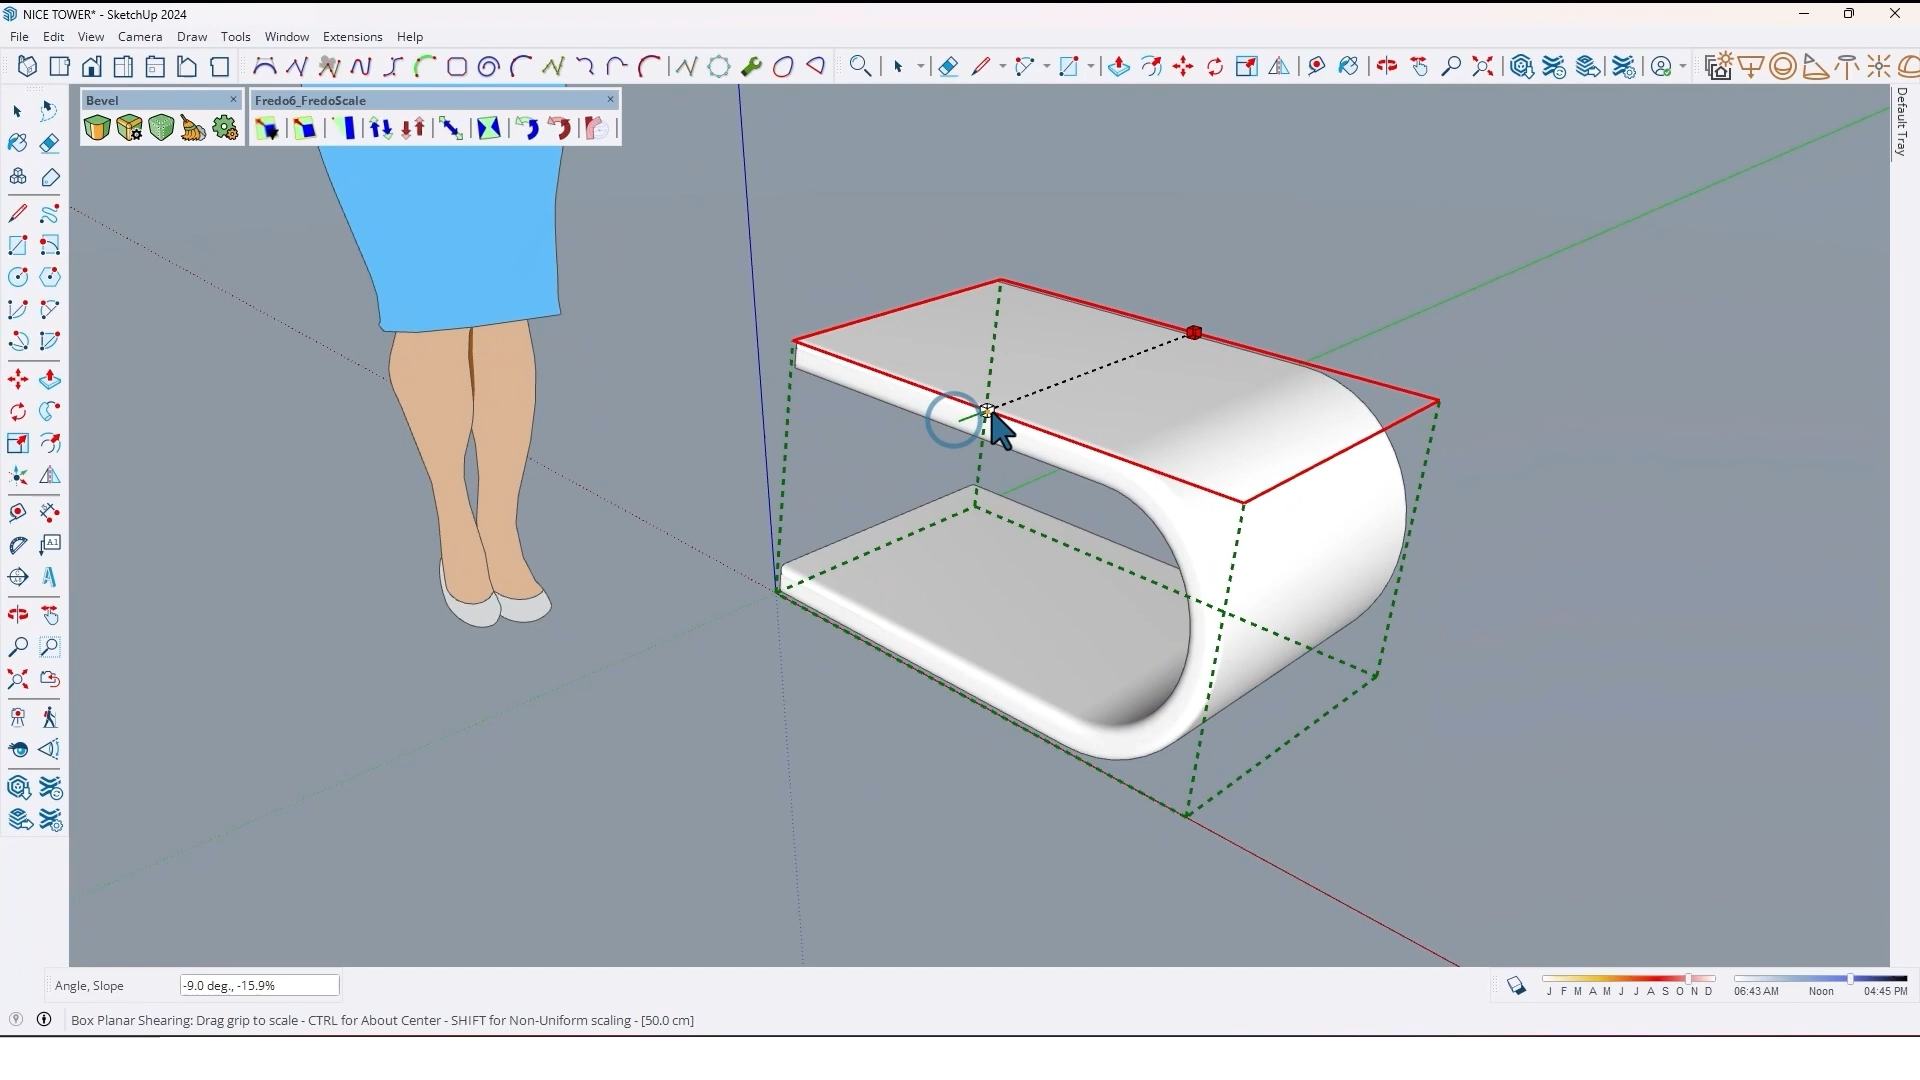 NICE TOWER* - SketchUp 2024
File Edit View Camera Draw Tools Window Extensions Help
Bevel
Fredo6_FredoScale
Default Tray
A1
Angle, Slope
-9.0 deg., -15.9%
J F M A M J J A S O N D
06:43 AM Noon 04:45 PM
Box Planar Shearing: Drag grip to scale - CTRL for About Center - SHIFT for Non-Uniform scaling - [50.0 cm]